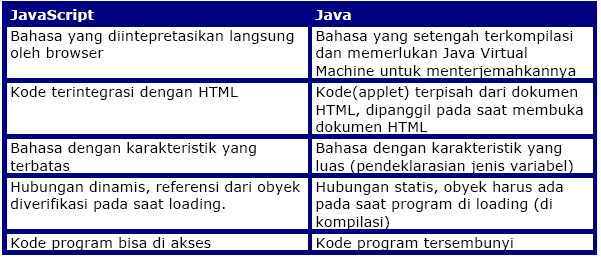 JavaScript
Java
Bahasa yang diintepretasikan langsung
oleh browser
Bahasa yang setengah terkompilasi
dan memerlukan Java Virtual
Machine untuk menterjemahkannya
Kode terintegrasi dengan HTML
Kode(applet) terpisah dari dokumen
HTML, dipanggil pada saat membuka
dokumen HTML
Bahasa dengan karakteristik yang
terbatas
Bahasa dengan karakteristik yang
luas (pendeklarasian jenis variabel)
Hubungan dinamis, referensi dari obyek
diverifikasi pada saat loading.
Hubungan statis, obyek harus ada
pada saat program di loading (di
kompilasi)
Kode program bisa di akses
Kode program tersembunyi